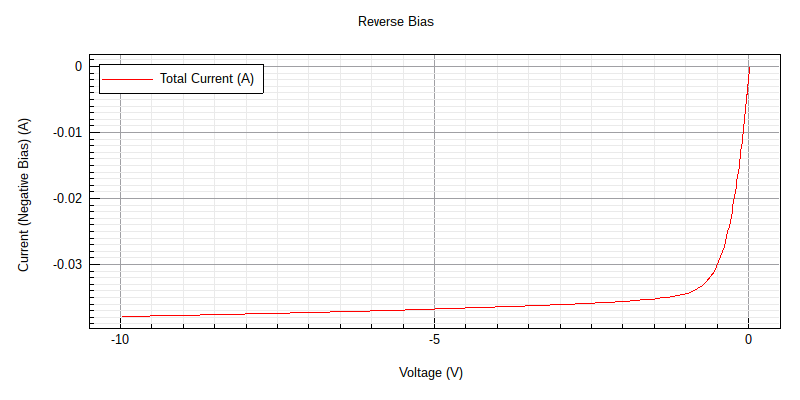 Reverse Bias
Total Current (A)
0
-0.01
-0.02
-0.03
Current (Negative Bias) (A)
-10
-5
0
Voltage (V)